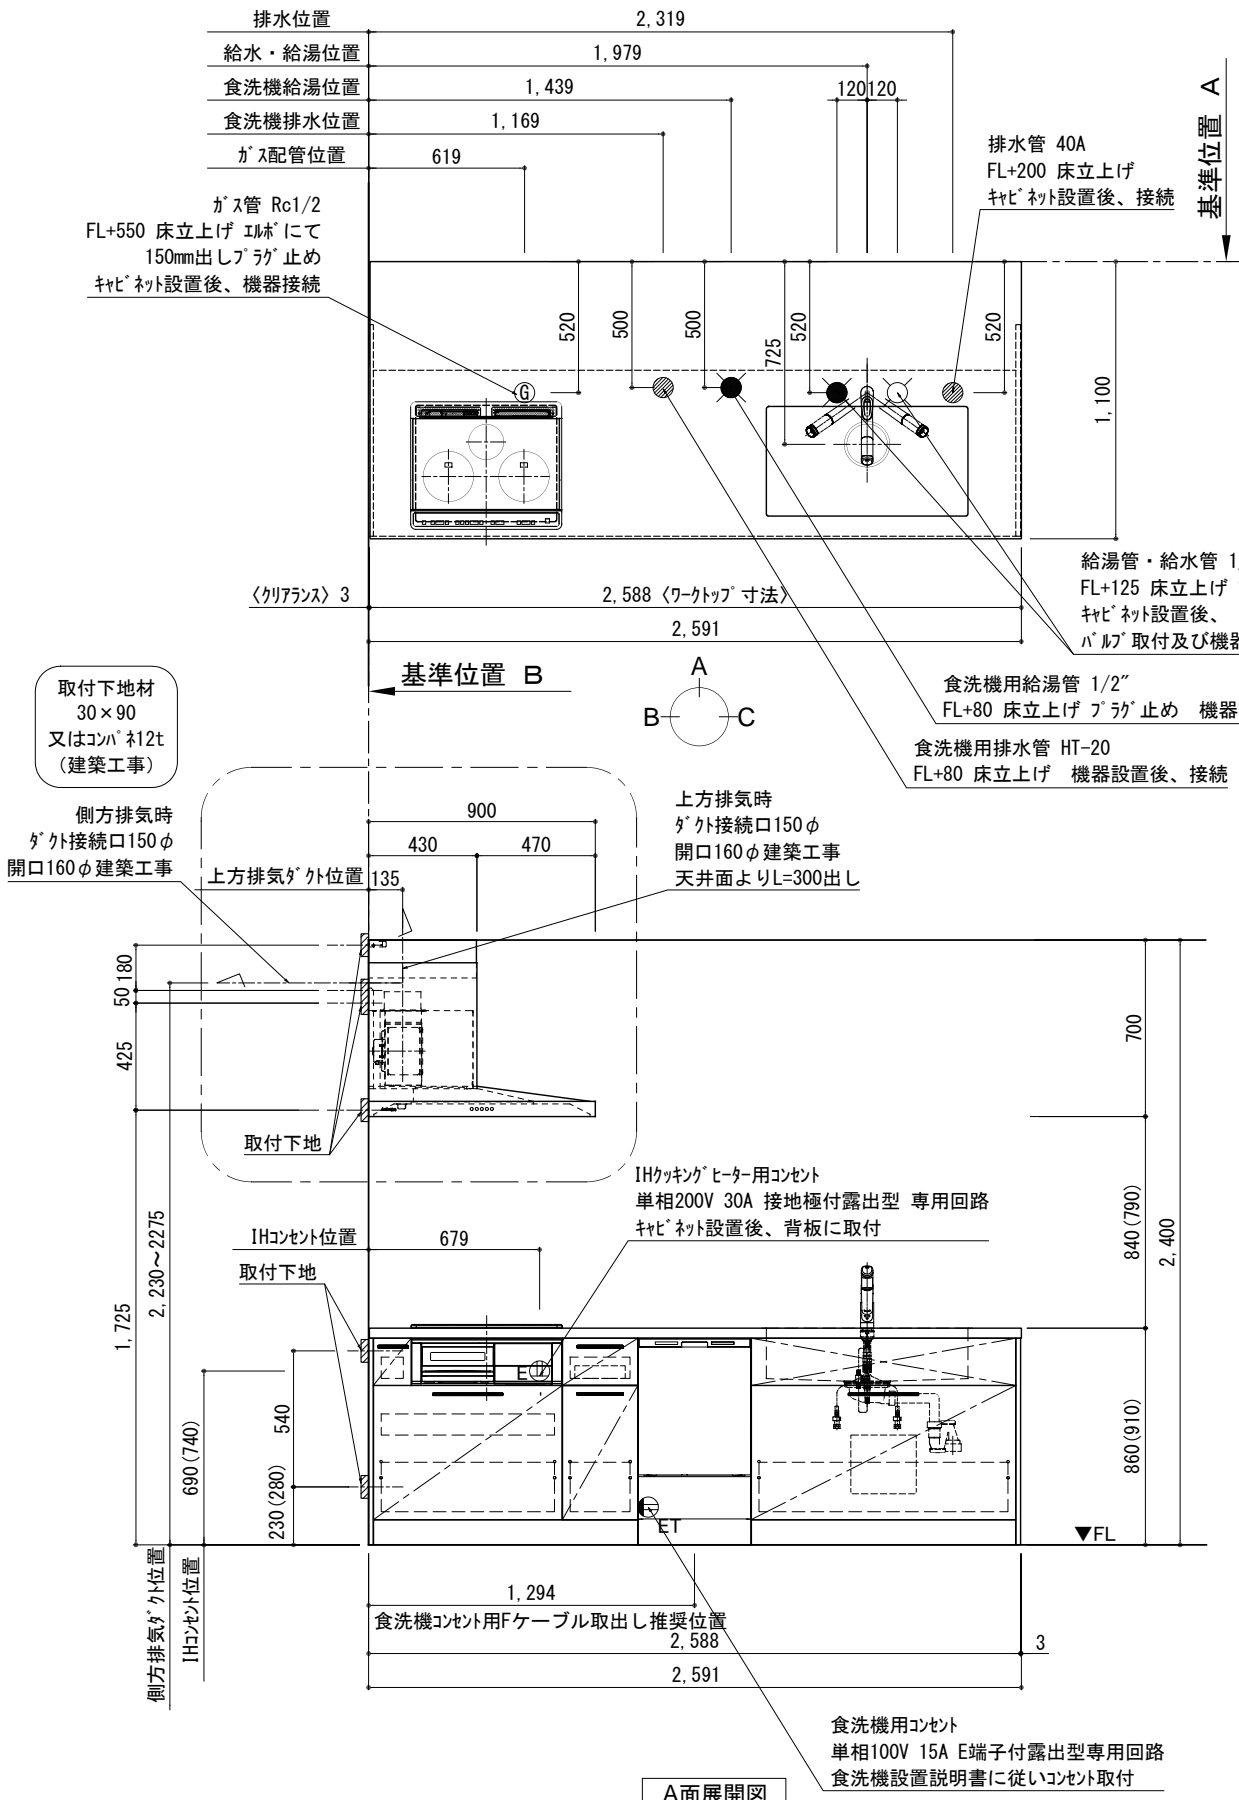 排水位置
2,319
給水・給湯位置
1,979
食洗機給湯位置
1,439
120 120
食洗機排水位置
1,169
ガス配管位置
619
基準位置 A
排水管 40A
FL+200 床立上げ
キャビネット設置後、接続
ガス管 Rc1/2
FL+550 床立上げ エルボにて
150mm出しプラグ止め
キャビネット設置後、機器接続
520
500
500
725
520
520
1,100
G
給湯管・給水管
FL+125 床立上げ
キャビネット設置後、
バルブ取付及び機器
〈クリアランス〉 3
2,588 〈ワークトップ寸法〉
2,591
基準位置 B
A
B
C
食洗機用給湯管 1/2″
FL+80 床立上げ プラグ止め 機器
食洗機用排水管 HT-20
FL+80 床立上げ 機器設置後、接続
取付下地材
30×90
又はコンパネ12t
(建築工事)
側方排気時
ダクト接続口150φ
開口160φ建築工事
上方排気時
ダクト接続口150φ
開口160φ建築工事
天井面よりL=300出し
900
430
470
上方排気ダクト位置
135
180
50
425
1,725
2,230～2275
取付下地
700
840(790)
2,400
860(910)
IHクッキングヒーター用コンセント
単相200V 30A 接地極付露出型 専用回路
キャビネット設置後、背板に取付
IHコンセント位置
679
取付下地
E
540
690(740)
230(280)
ET
▼FL
側方排気ダクト位置
IHコンセント位置
1,294
食洗機コンセント用Fケーブル取出し推奨位置
2,588
3
2,591
食洗機用コンセント
単相100V 15A E端子付露出型専用回路
食洗機設置説明書に従いコンセント取付
A面展開図